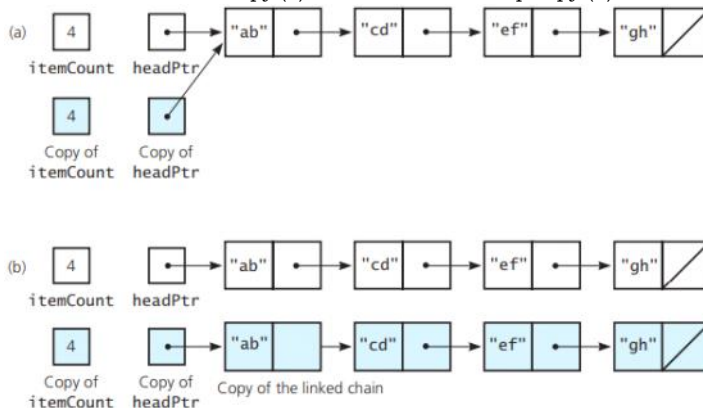 (a) 4 "ab" "cd" "ef" "gh"
itemCount headPtr
4
Copy of Copy of
itemCount headPtr
(b) 4 "ab" "cd" "ef" "gh"
itemCount headPtr
4 "ab" "cd" "ef" "gh"
Copy of Copy of Copy of the linked chain
itemCount headPtr